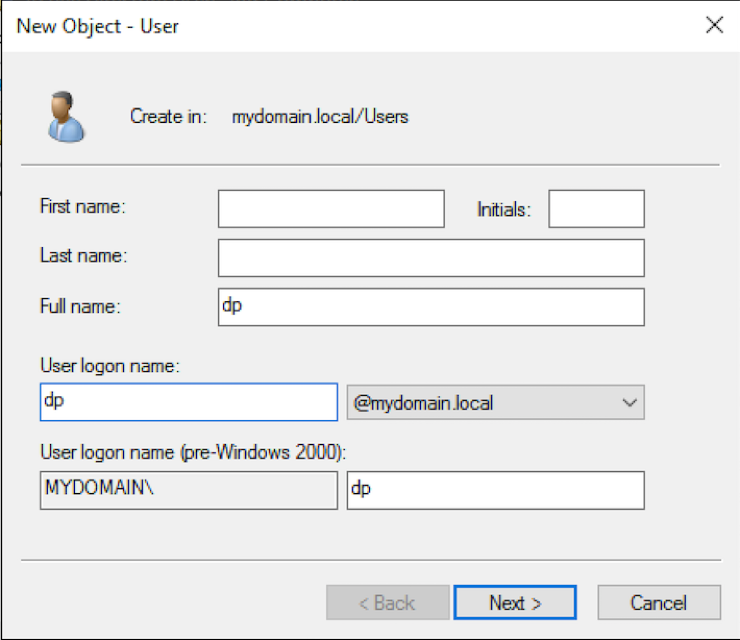 New Object - User
Create in: mydomain.local/Users
First name: Initials:
Last name:
Full name: dp
User logon name:
dp @mydomain.local
User logon name (pre-Windows 2000):
MYDOMAIN\ dp
< Back Next > Cancel